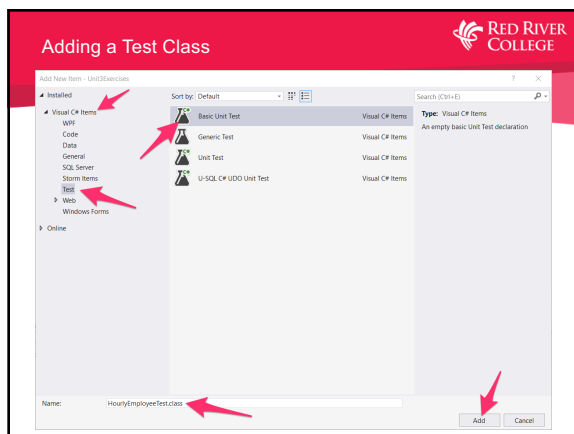 Adding a Test Class
RED RIVER
COLLEGE
Add New Item - Unit3Exercises
? ×
Installed
Sort by: Default
Search (Ctrl+E)
Visual C# Items
WPF
Code
Data
General
SQL Server
Storm Items
Test
Web
Windows Forms
Online
Basic Unit Test Visual C# Items
Generic Test Visual C# Items
Unit Test Visual C# Items
U-SQL C# UDO Unit Test Visual C# Items
Type: Visual C# Items
An empty basic Unit Test declaration
Name: HourlyEmployeeTest.class
Add Cancel